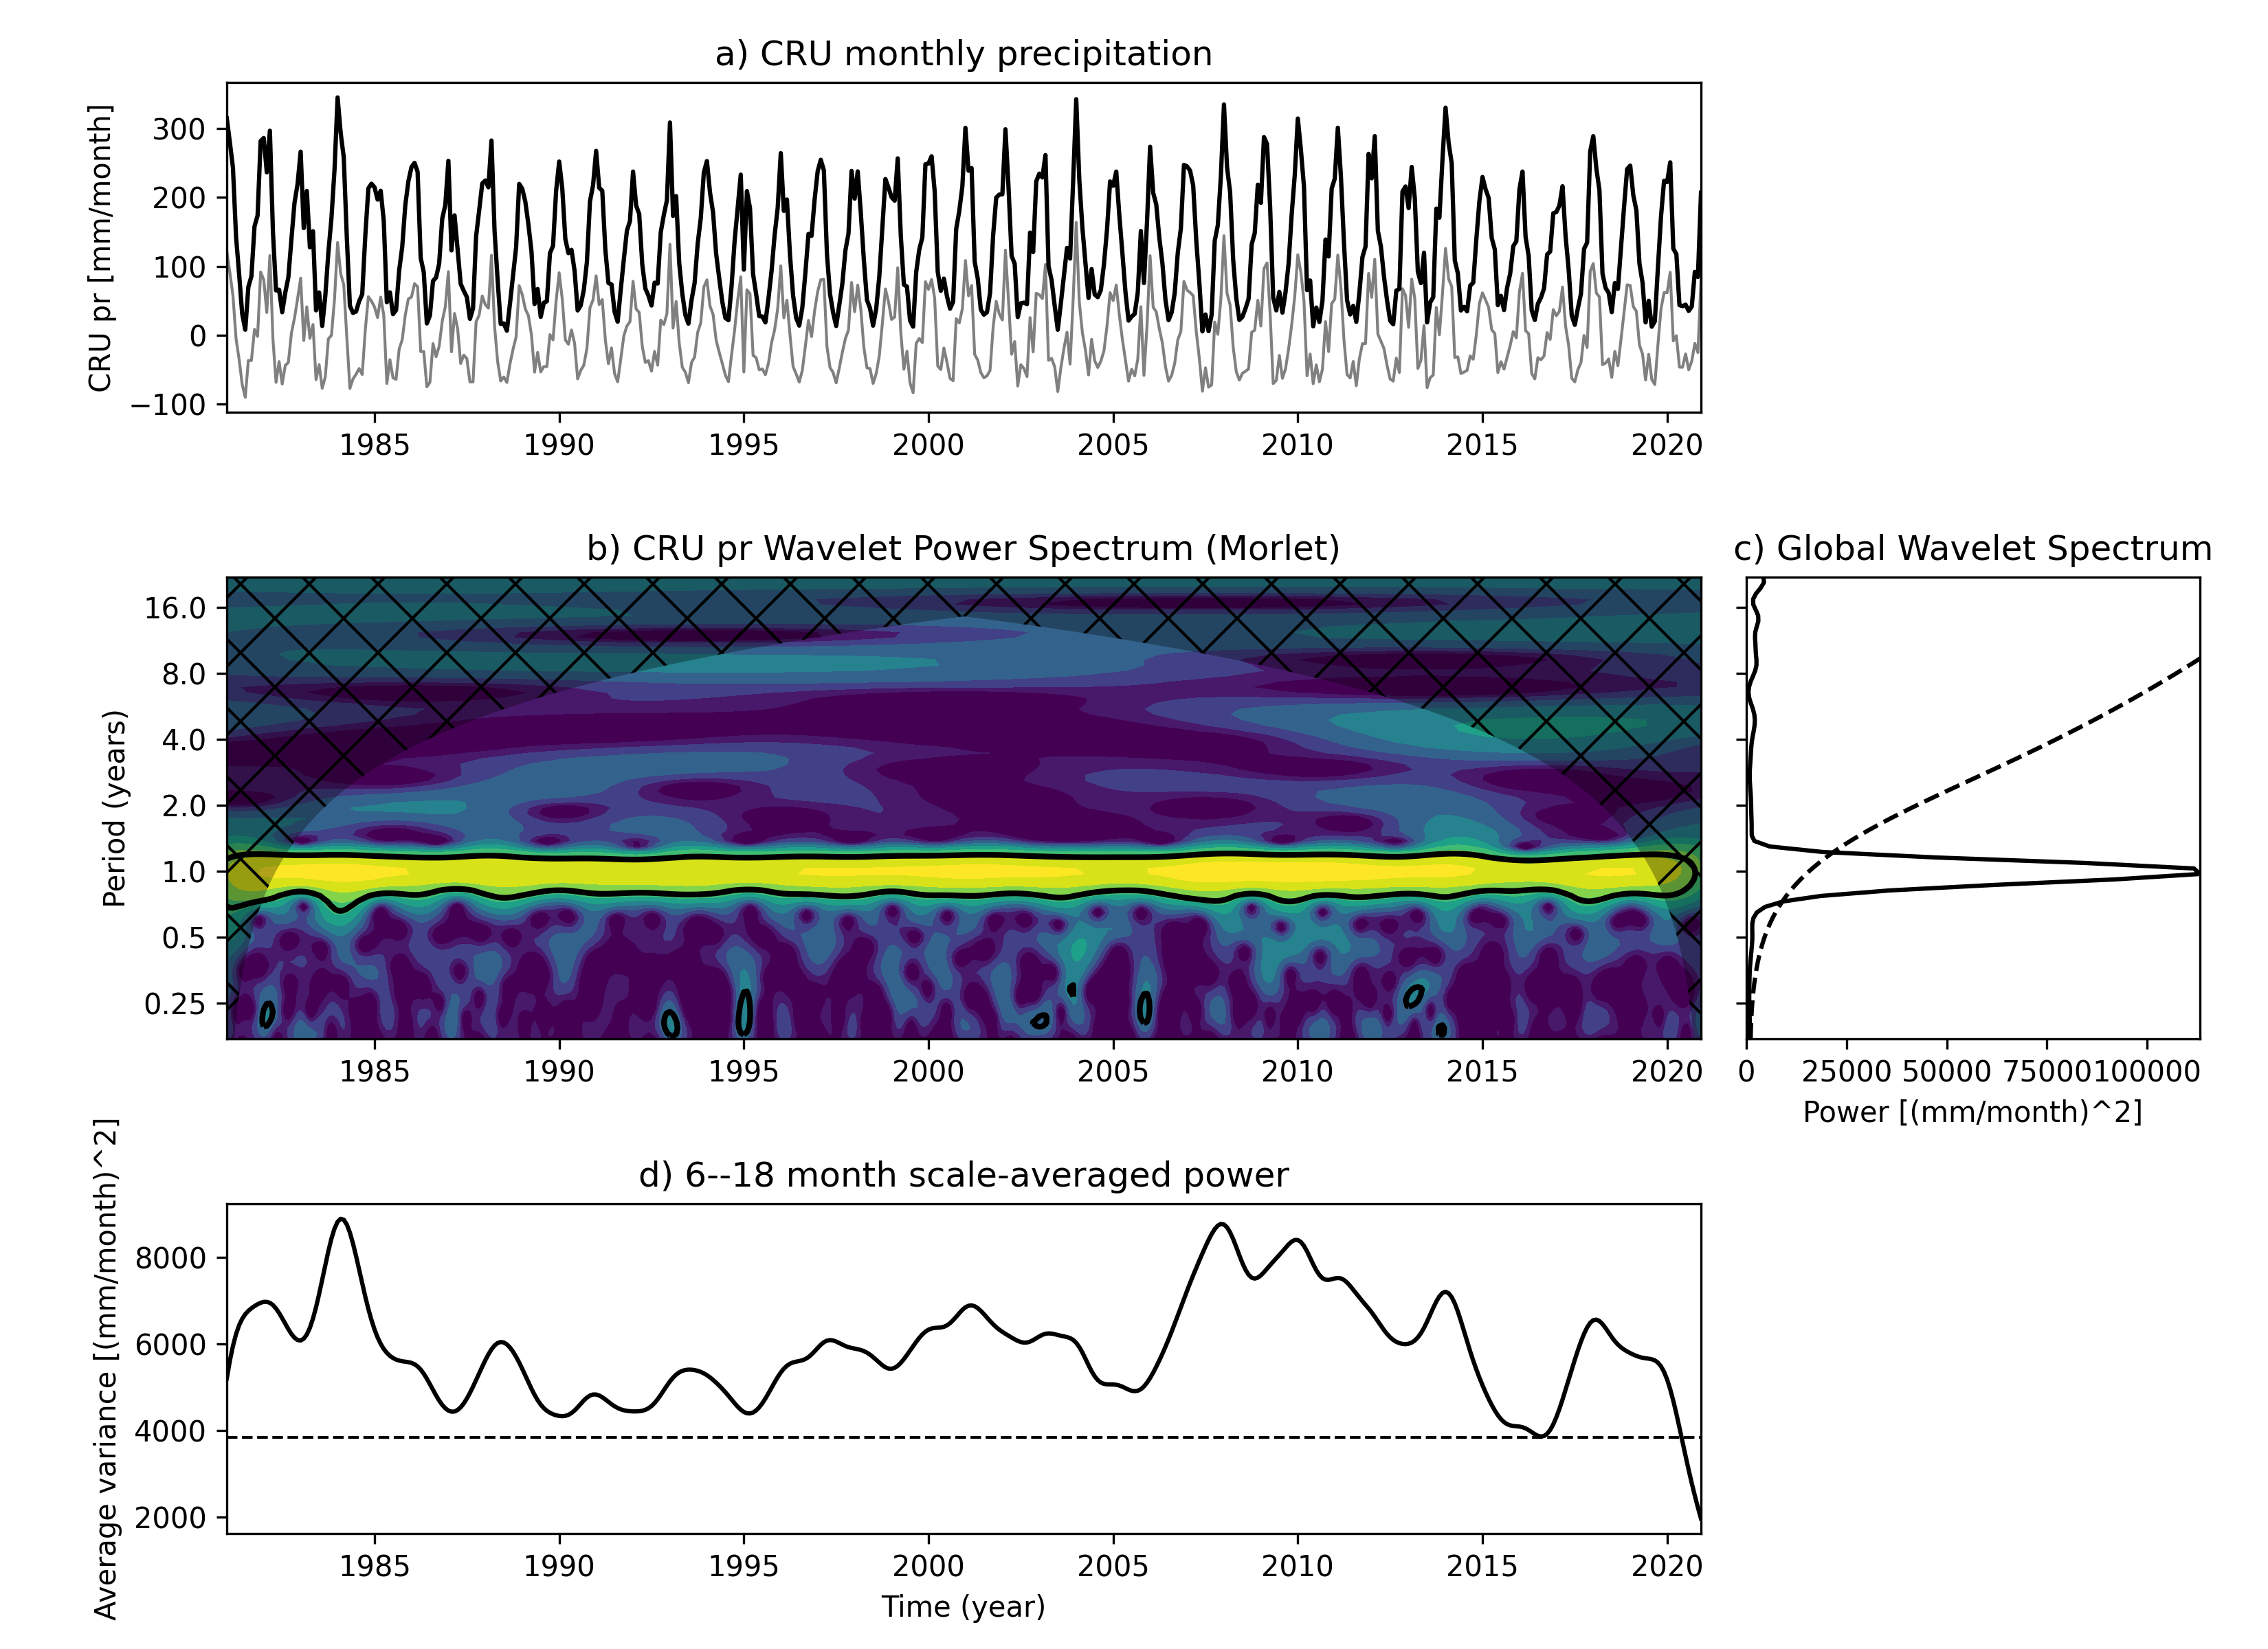 a) CRU monthly precipitation
CRU pr [mm/month]
300
200
100
0
−100
1985 1990 1995 2000 2005 2010 2015 2020
b) CRU pr Wavelet Power Spectrum (Morlet)
Period (years)
16.0
8.0
4.0
2.0
1.0
0.5
0.25
1985 1990 1995 2000 2005 2010 2015 2020
c) Global Wavelet Spectrum
0 25000 50000 75000 100000
Power [(mm/month)^2]
d) 6--18 month scale-averaged power
Average variance [(mm/month)^2]
8000
6000
4000
2000
1985 1990 1995 2000 2005 2010 2015 2020
Time (year)